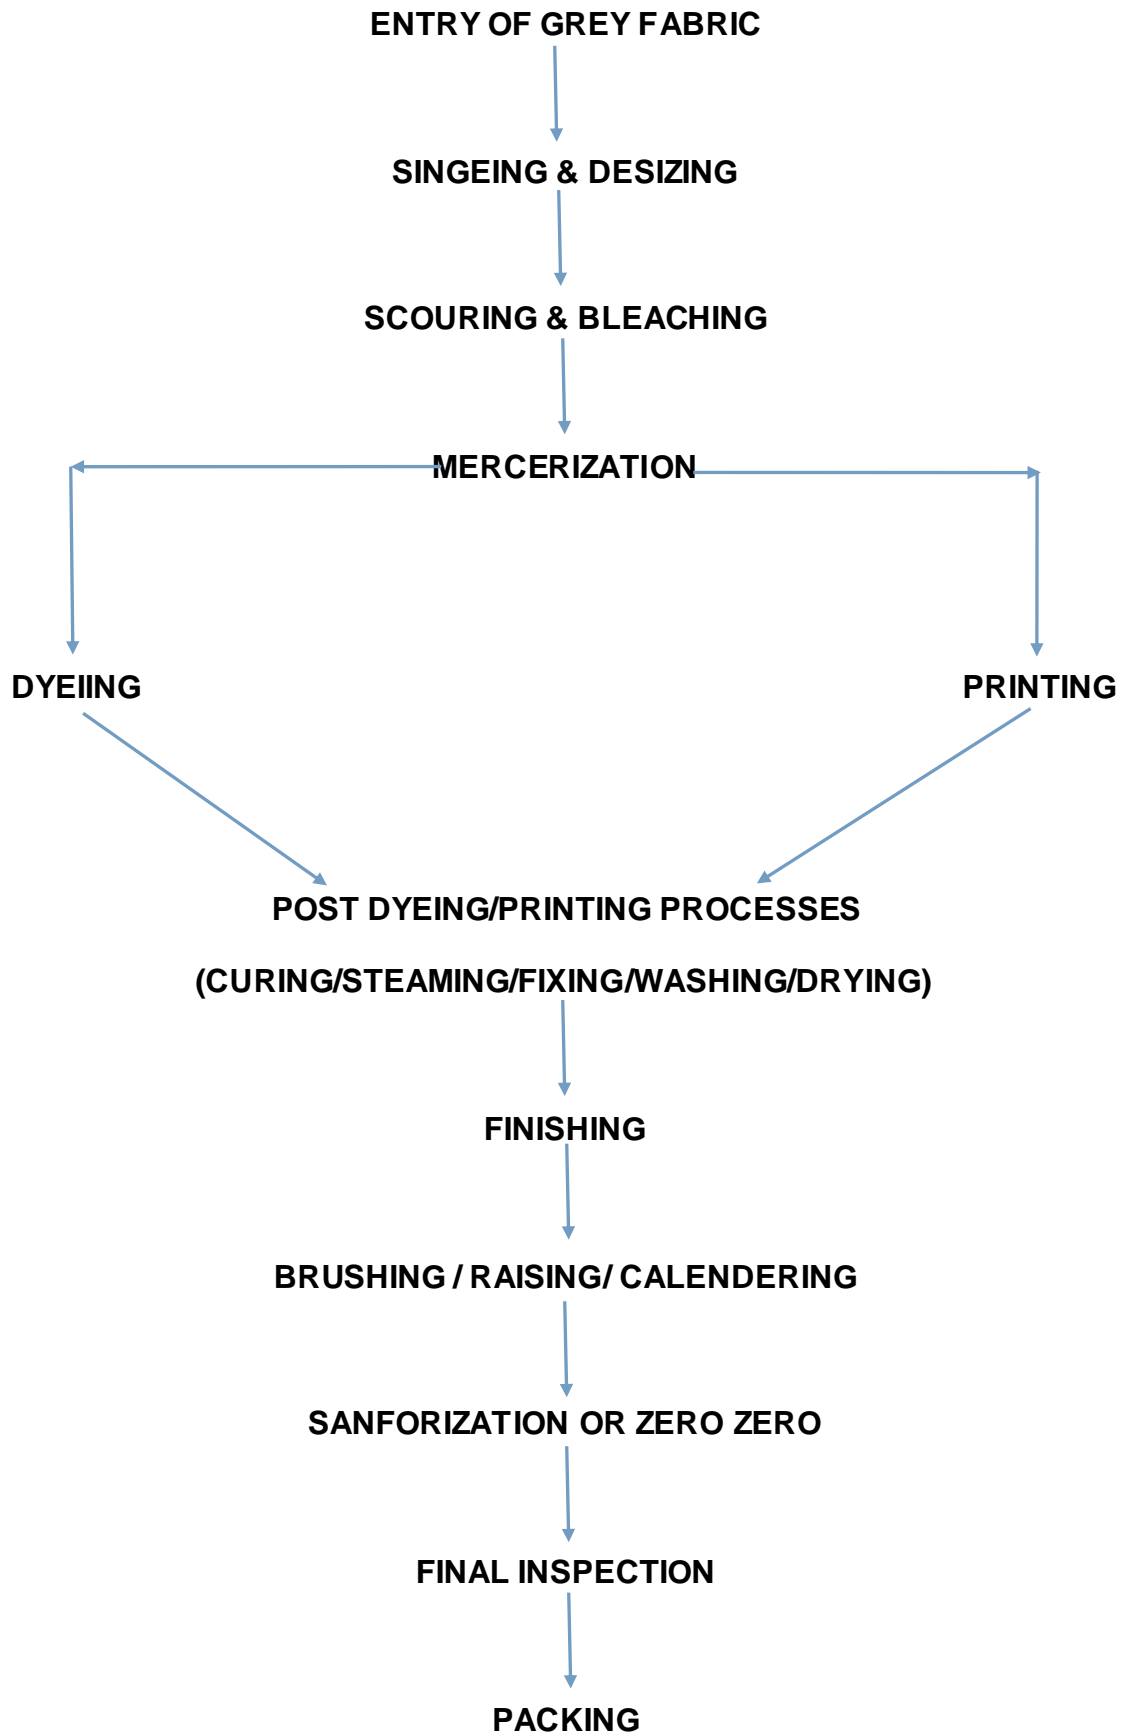 ENTRY OF GREY FABRIC
SINGEING & DESIZING
SCOURING & BLEACHING
MERCERIZATION
DYEIING
PRINTING
POST DYEING/PRINTING PROCESSES
(CURING/STEAMING/FIXING/WASHING/DRYING)
FINISHING
BRUSHING / RAISING/ CALENDERING
SANFORIZATION OR ZERO ZERO
FINAL INSPECTION
PACKING